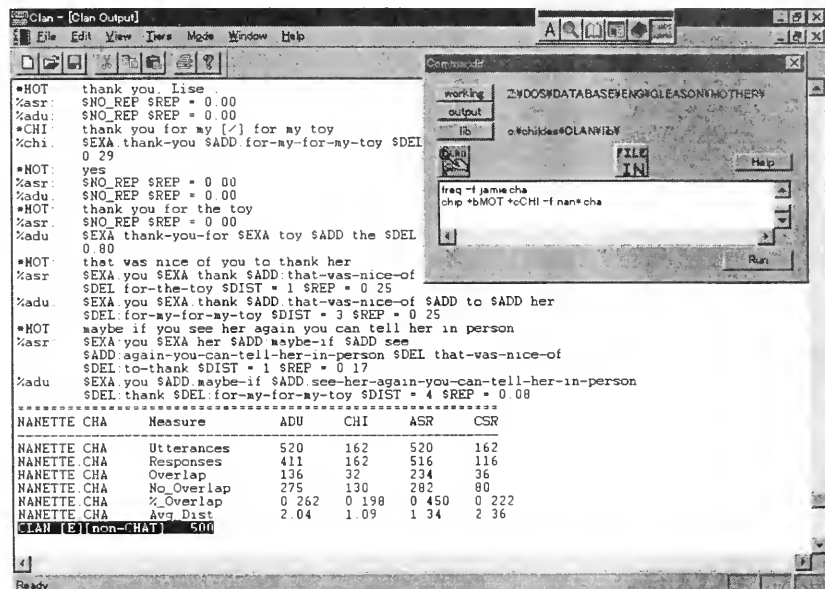 Clan - [Clan Output]
File Edit View Tiers Mode Window Help
*MOT thank you, Lise .
%asr: $NO_REP $REP = 0.00
%adu: $NO_REP $REP = 0.00
*CHI thank you for my [/] for my toy
%chi. $EXA.thank-you $ADD.for-my-for-my-toy $DEL
0 29
*MOT: yes
%asr: $NO_REP $REP = 0 00
%adu. $NO_REP $REP = 0 00
*MOT thank you for the toy
%asr. $NO_REP $REP = 0.00
%adu $EXA thank-you-for $EXA toy $ADD the $DEL
0.80
*MOT: that was nice of you to thank her
%asr $EXA.you $EXA thank $ADD:that-was-nice-of
$DEL for-the-toy $DIST = 1 $REP = 0 25
%adu. $EXA.you $EXA.thank $ADD.that-was-nice-of $ADD to $ADD her
$DEL:for-my-for-my-toy $DIST = 3 $REP = 0 25
*MOT maybe if you see her again you can tell her in person
%asr $EXA you $EXA her $ADD maybe-if $ADD see
$ADD:again-you-can-tell-her-in-person $DEL that-was-nice-of
$DEL:to-thank $DIST = 1 $REP = 0 17
%adu $EXA.you $ADD.maybe-if $ADD.see-her-again-you-can-tell-her-in-person
$DEL:thank $DEL:for-my-for-my-toy $DIST = 4 $REP = 0.08
NANETTE CHA Measure ADU CHI ASR CSR
NANETTE CHA Utterances 520 162 520 162
NANETTE.CHA Responses 411 162 516 116
NANETTE CHA Overlap 136 32 234 36
NANETTE.CHA No_Overlap 275 130 282 80
NANETTE.CHA %_Overlap 0 262 0 198 0 450 0 222
NANETTE CHA Avg Dist 2.04 1.09 1 34 2 36
CLAN [E][non-CHAT] 500
Ready
working Z:¥DOS¥DATABASE¥ENG¥GLEASON¥MOTHER¥
output
lib c:¥childes¥CLAN¥lib¥
FILE IN
Help
freq -f jamie cha
chip +bMOT +cCHI -f nan* cha
Run